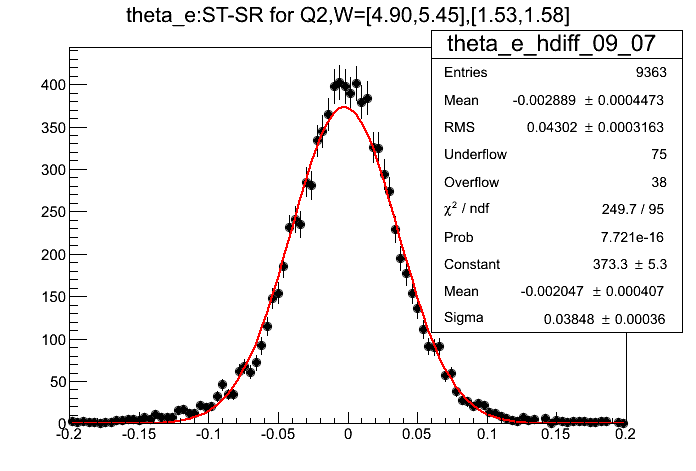 theta_e:ST-SR for Q2,W=[4.90,5.45],[1.53,1.58]
theta_e_hdiff_09_07
Entries 9363
Mean -0.002889 ± 0.0004473
RMS 0.04302 ± 0.0003163
Underflow 75
Overflow 38
χ² / ndf 249.7 / 95
Prob 7.721e-16
Constant 373.3 ± 5.3
Mean -0.002047 ± 0.000407
Sigma 0.03848 ± 0.00036
400
350
300
250
200
150
100
50
0
-0.2 -0.15 -0.1 -0.05 0 0.05 0.1 0.15 0.2